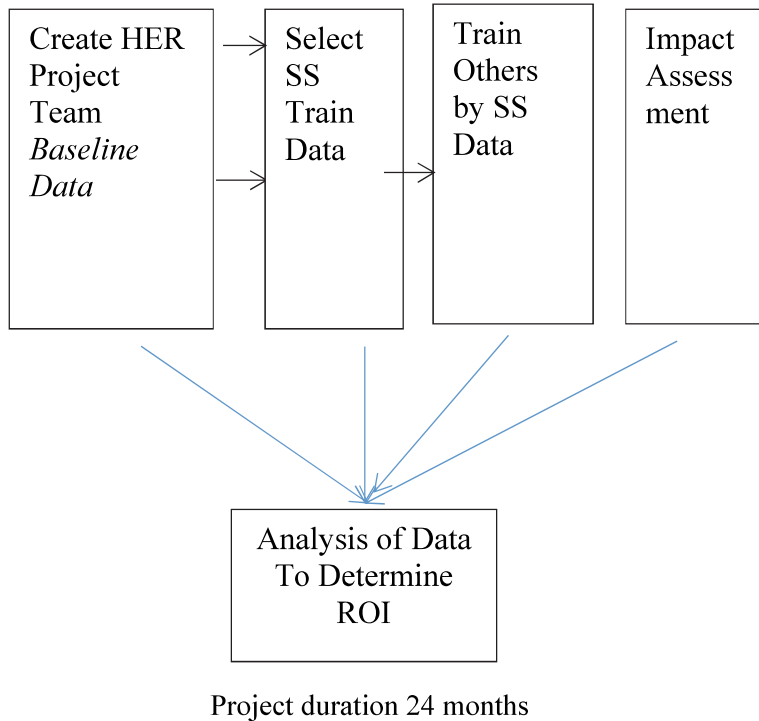 Create HER
Project
Team
Baseline
Data
Select
SS
Train
Data
Train
Others
by SS
Data
Impact
Assess
ment
Analysis of Data
To Determine
ROI
Project duration 24 months